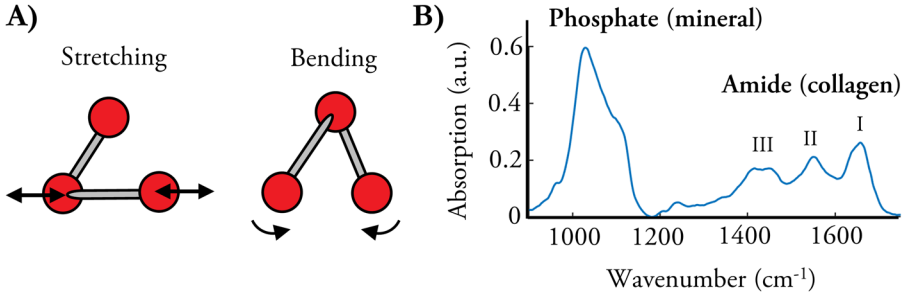 A)
Stretching
Bending
B)
Phosphate (mineral)
Amide (collagen)
III
II
I
Absorption (a.u.)
0.6
0.4
0.2
0
1000
1200
1400
1600
Wavenumber (cm⁻¹)